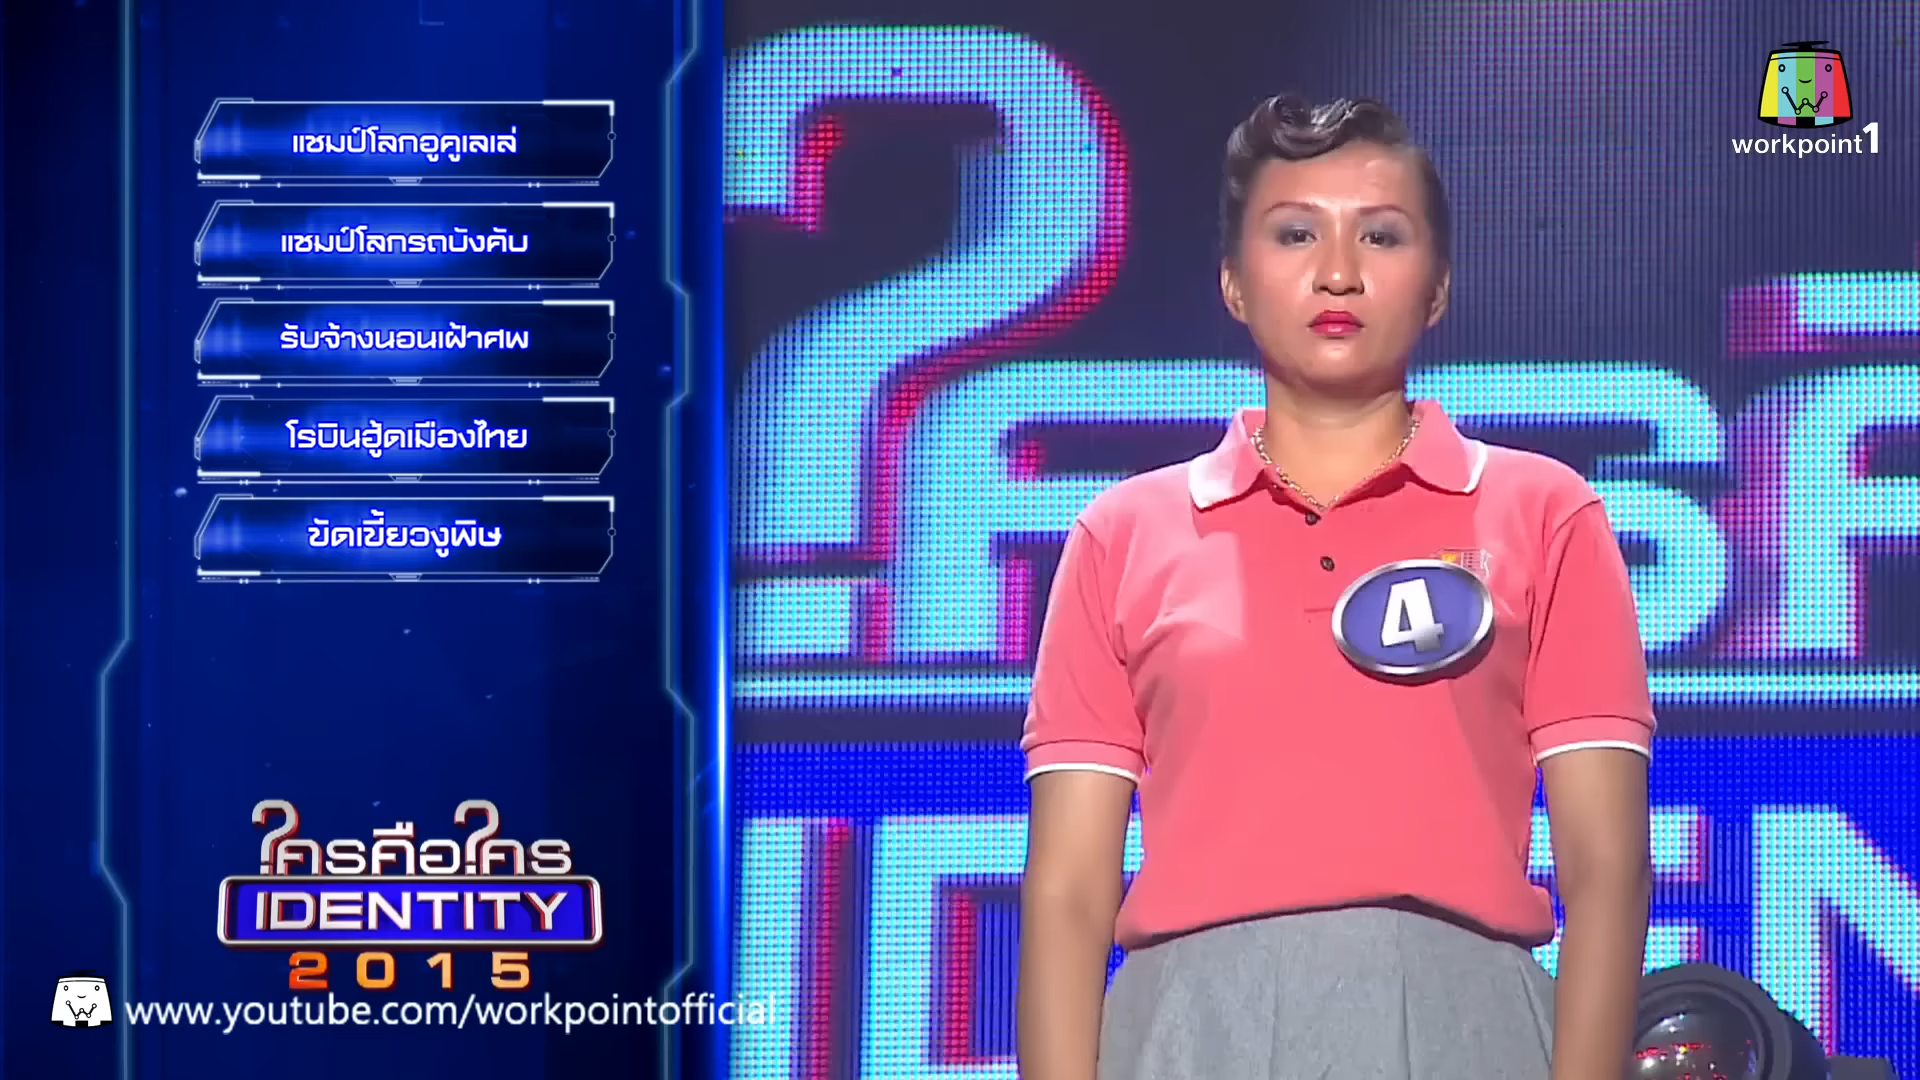 แชมป์โลกอูคูเลเล่
แชมป์โลกรถบังคับ
รับจ้างนอนเฝ้าศพ
โรบินฮู้ดเมืองไทย
ขัดเขี้ยวงูพิษ
ใครคือใคร
IDENTITY
2015
www.youtube.com/workpointofficial
workpoint1
4